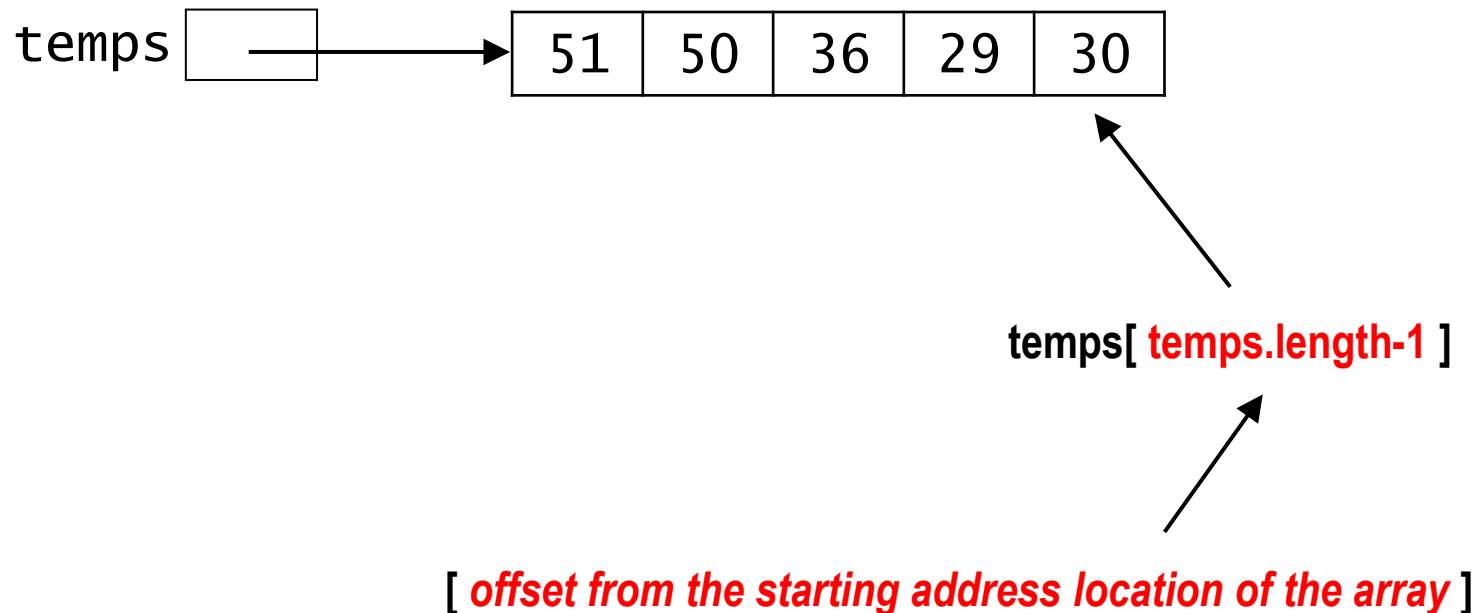 temps 51 50 36 29 30
temps[ temps.length-1 ]
[ offset from the starting address location of the array ]